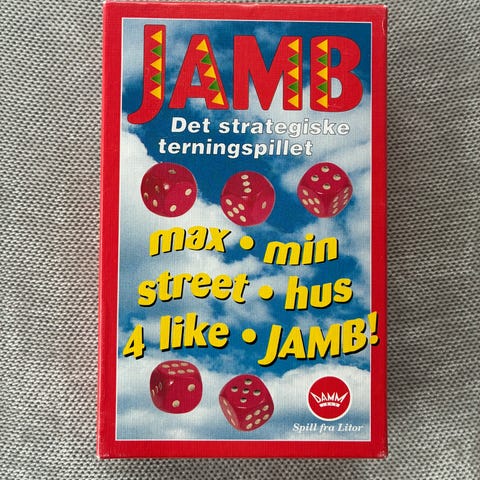 JAMB
Det strategiske
terningspillet
max • min
street • hus
4 like • JAMB!
DAMM
Spill fra Litor